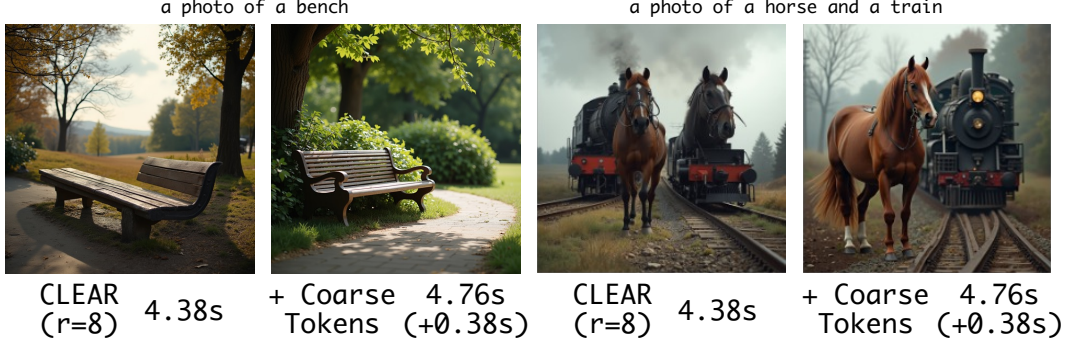 a photo of a bench
a photo of a horse and a train
CLEAR (r=8) 4.38s
+ Coarse Tokens 4.76s (+0.38s)
CLEAR (r=8) 4.38s
+ Coarse Tokens 4.76s (+0.38s)